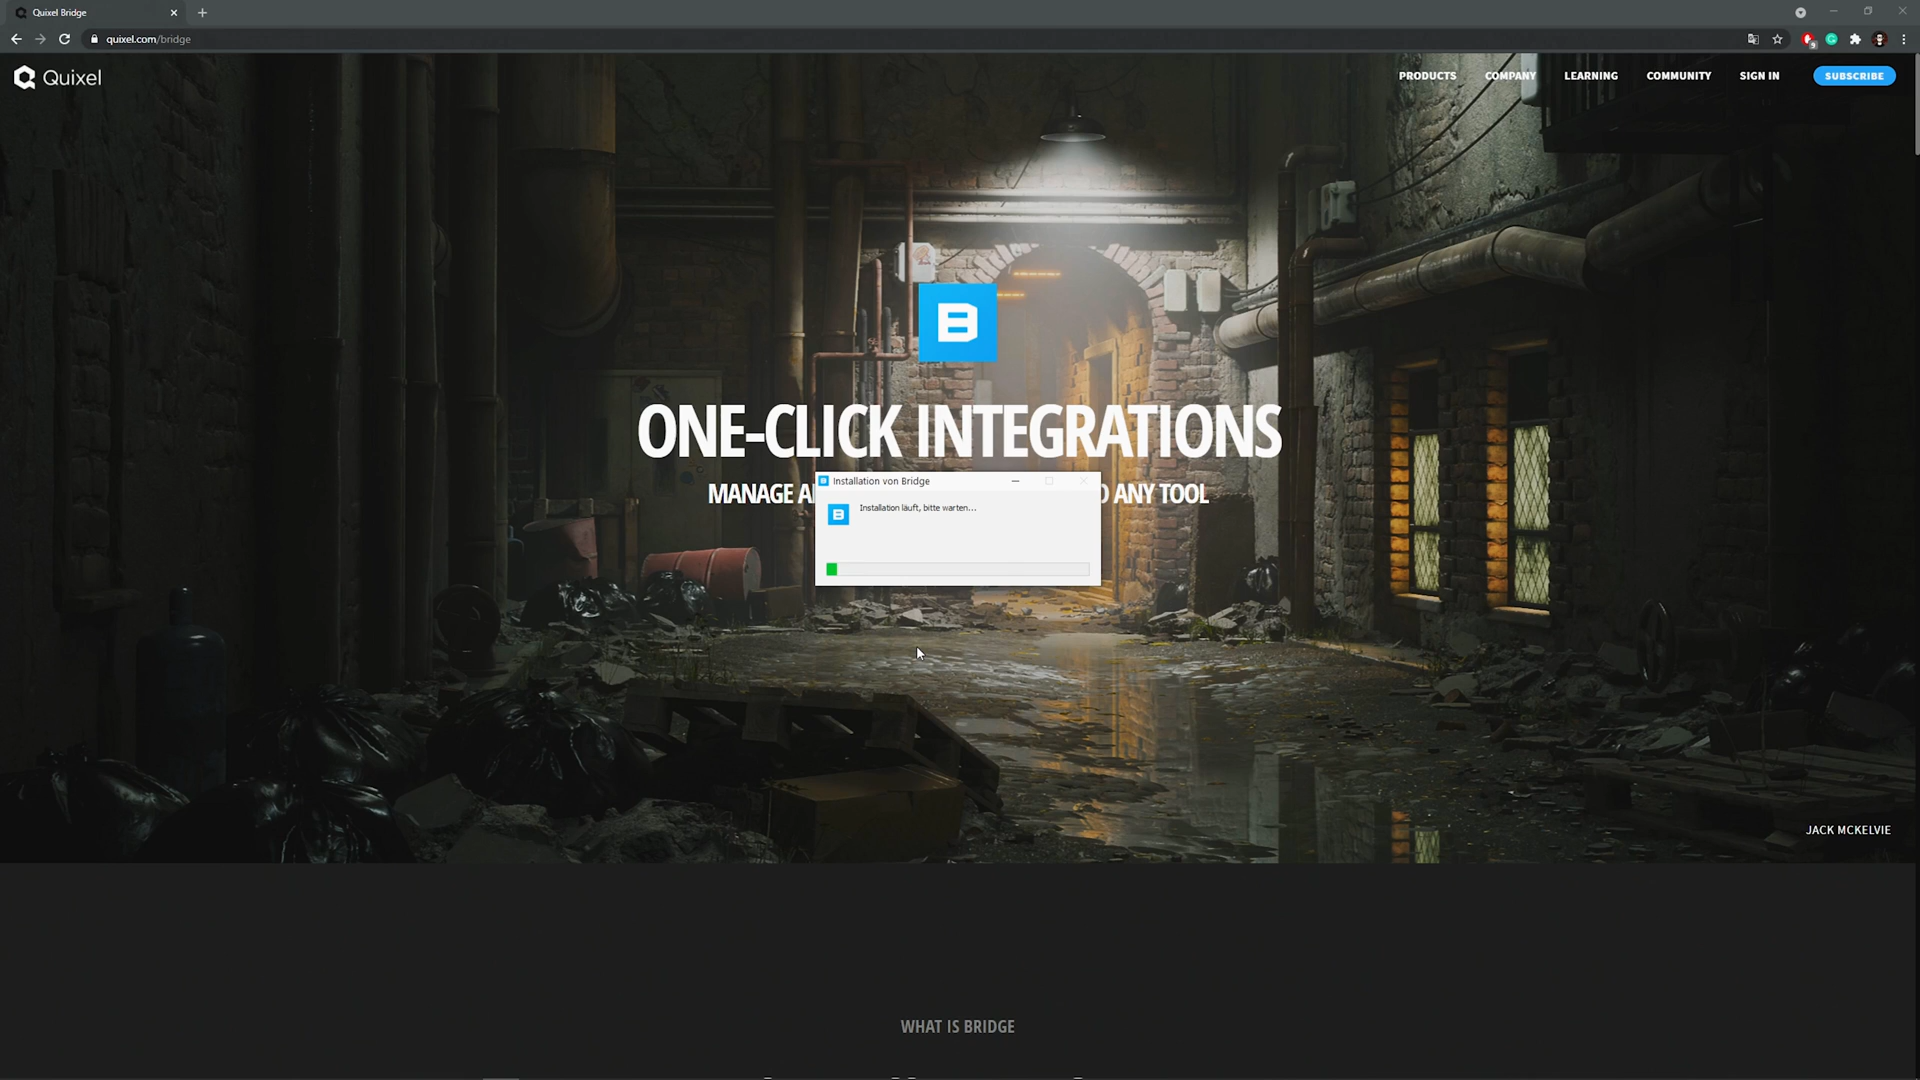 Quixel Bridge
quixel.com/bridge
9
Quixel
PRODUCTS
COMPANY
LEARNING
COMMUNITY
SIGN IN
SUBSCRIBE
B
ONE-CLICK INTEGRATIONS
MANAGE ANY TOOL
Installation von Bridge
Installation läuft, bitte warten...
JACK MCKELVIE
WHAT IS BRIDGE